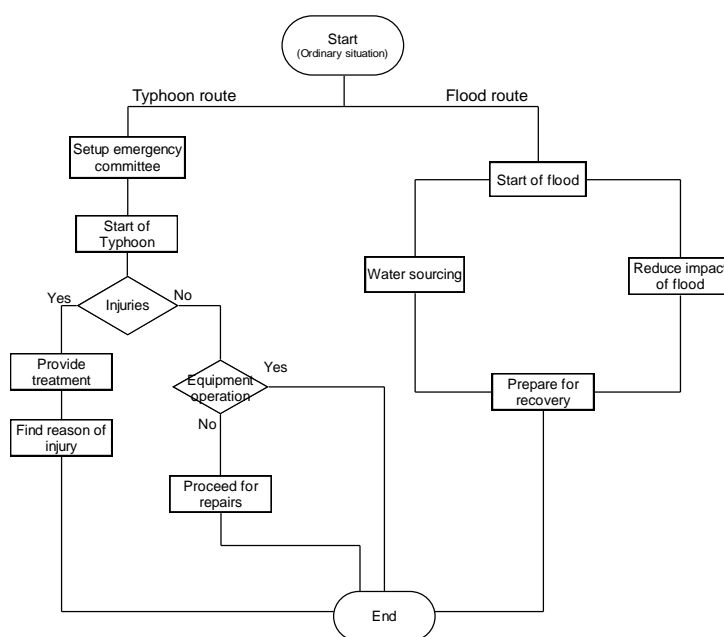 Start
(Ordinary situation)
Typhoon route
Flood route
Setup emergency
committee
Start of flood
Start of
Typhoon
Water sourcing
Reduce impact
of flood
Yes
Injuries
No
Provide
treatment
Equipment
operation
Yes
Prepare for
recovery
Find reason of
injury
No
Proceed for
repairs
End